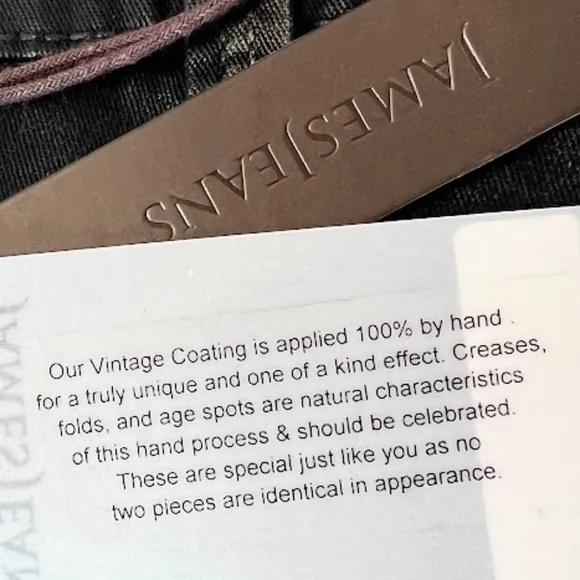 JAMESJEANS
Our Vintage Coating is applied 100% by hand .
for a truly unique and one of a kind effect. Creases,
folds, and age spots are natural characteristics
of this hand process & should be celebrated.
These are special just like you as no
two pieces are identical in appearance.
JAMESJEAN